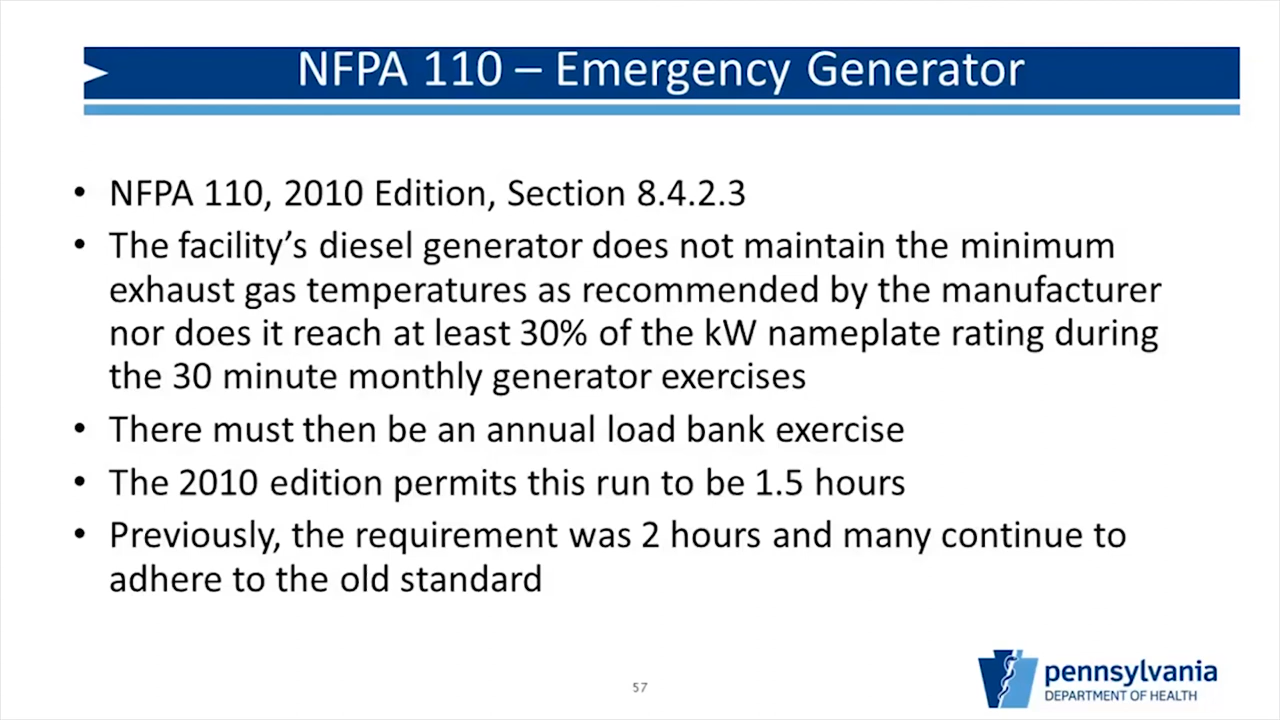 NFPA 110 – Emergency Generator
• NFPA 110, 2010 Edition, Section 8.4.2.3
• The facility’s diesel generator does not maintain the minimum
exhaust gas temperatures as recommended by the manufacturer
nor does it reach at least 30% of the kW nameplate rating during
the 30 minute monthly generator exercises
• There must then be an annual load bank exercise
• The 2010 edition permits this run to be 1.5 hours
• Previously, the requirement was 2 hours and many continue to
adhere to the old standard
57
pennsylvania
DEPARTMENT OF HEALTH